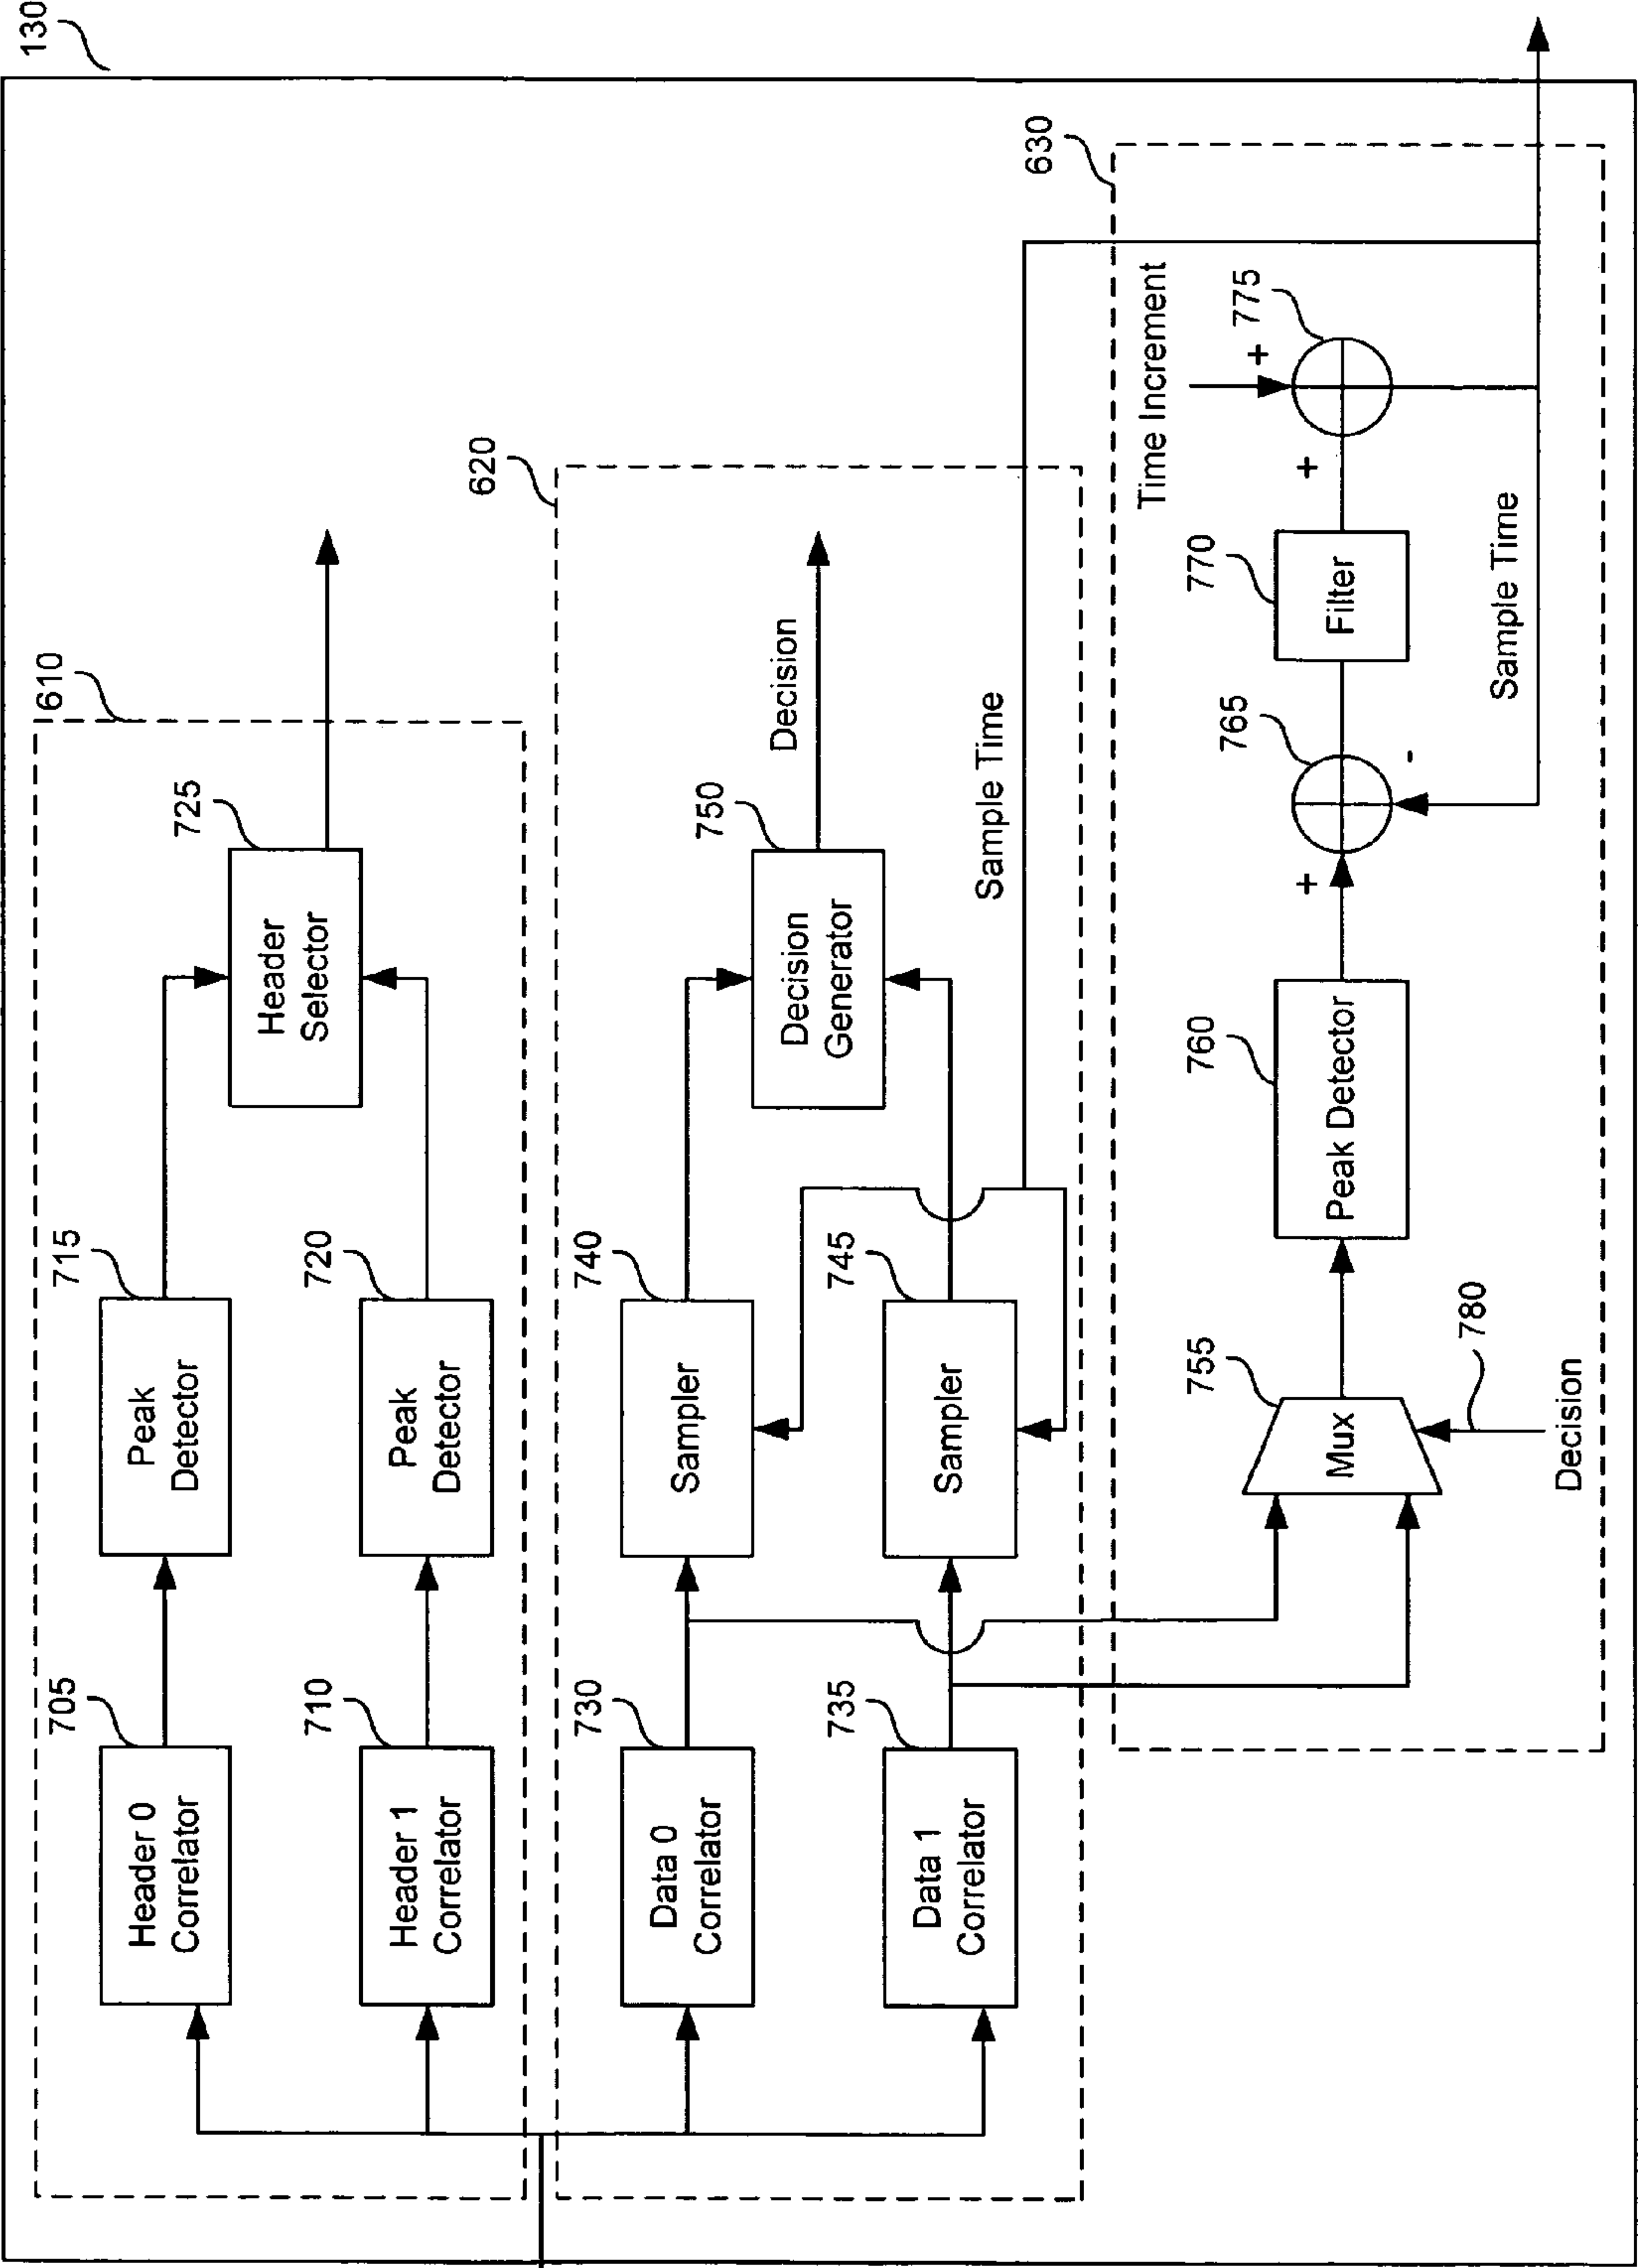 130
610
705
Header 0
Correlator
715
Peak
Detector
725
Header
Selector
710
Header 1
Correlator
720
Peak
Detector
620
730
Data 0
Correlator
740
Sampler
750
Decision
Generator
Decision
735
Data 1
Correlator
745
Sampler
Sample Time
630
755
Mux
780
Decision
760
Peak Detector
+
765
-
770
Filter
+
Time Increment
+
775
Sample Time